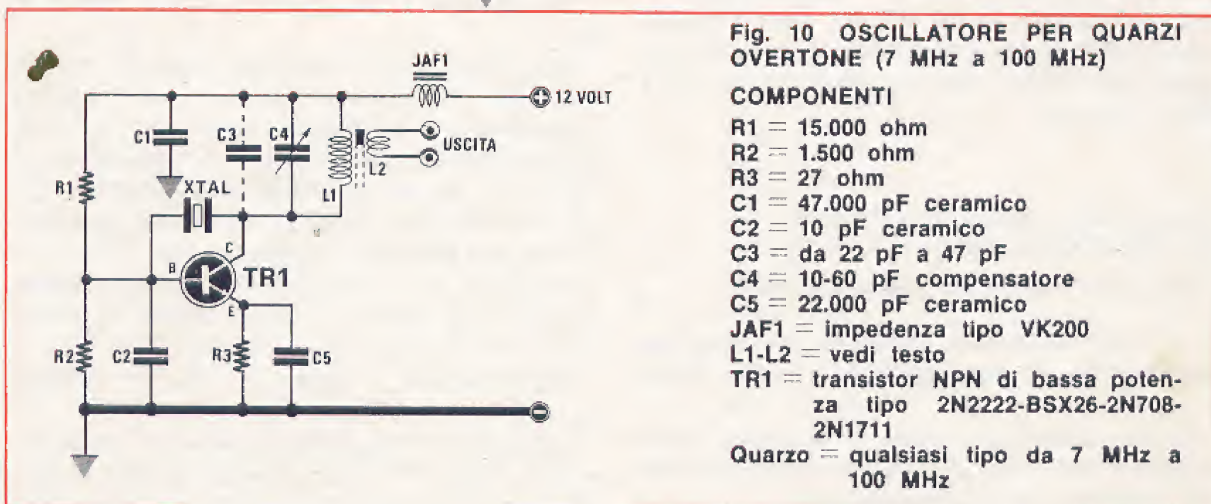 JAF1
12 VOLT
C1
C3
C4
USCITA
L1
L2
R1
XTAL
C
B
TR1
E
R2
C2
R3
C5
Fig. 10 OSCILLATORE PER QUARZI
OVERTONE (7 MHz a 100 MHz)
COMPONENTI
R1 = 15.000 ohm
R2 = 1.500 ohm
R3 = 27 ohm
C1 = 47.000 pF ceramico
C2 = 10 pF ceramico
C3 = da 22 pF a 47 pF
C4 = 10-60 pF compensatore
C5 = 22.000 pF ceramico
JAF1 = impedenza tipo VK200
L1-L2 = vedi testo
TR1 = transistor NPN di bassa poten-
za tipo 2N2222-BSX26-2N708-
2N1711
Quarzo = qualsiasi tipo da 7 MHz a
100 MHz